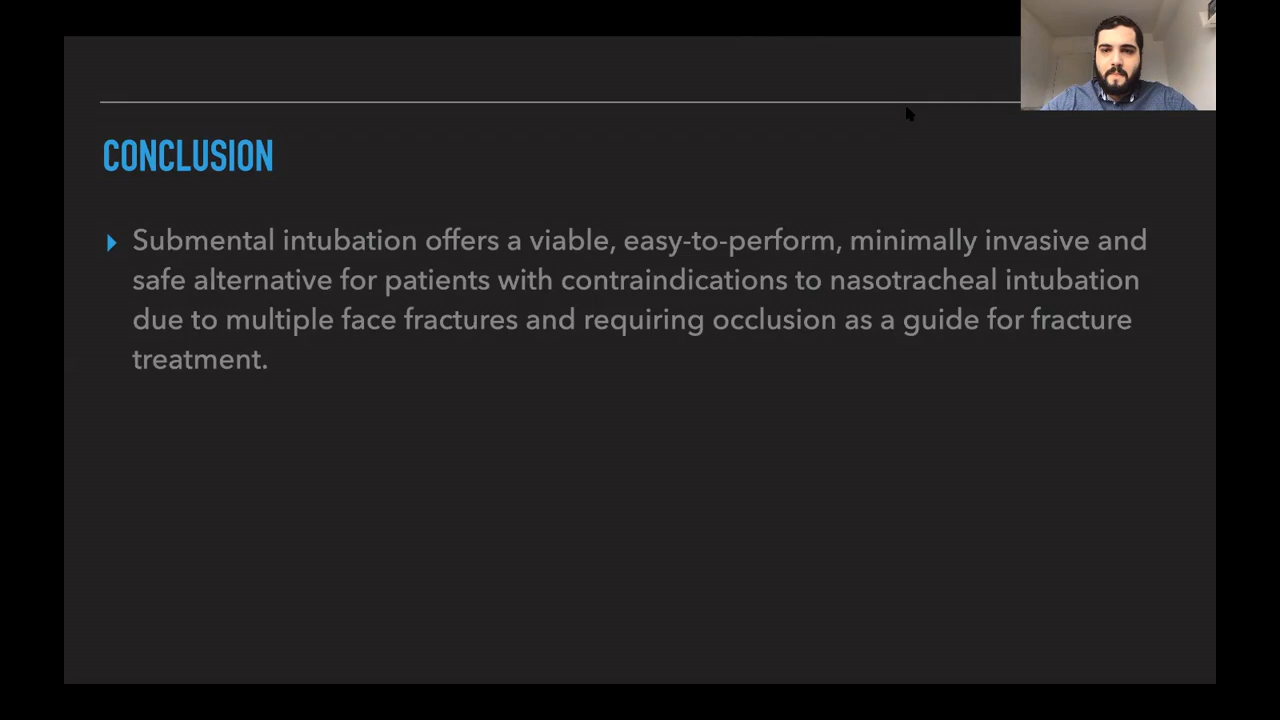 CONCLUSION
Submental intubation offers a viable, easy-to-perform, minimally invasive and
safe alternative for patients with contraindications to nasotracheal intubation
due to multiple face fractures and requiring occlusion as a guide for fracture
treatment.